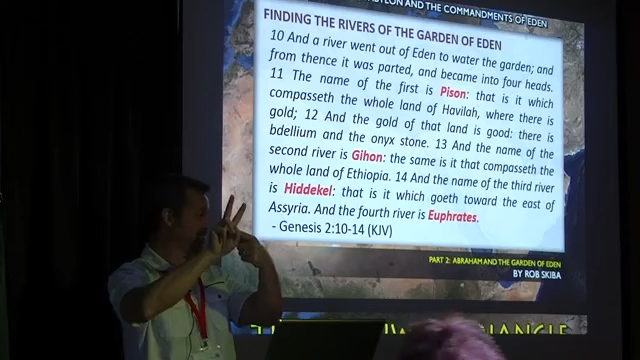 AND THE COMMANDMENTS OF EDEN
FINDING THE RIVERS OF THE GARDEN OF EDEN
10 And a river went out of Eden to water the garden; and
from thence it was parted, and became into four heads.
11 The name of the first is Pison: that is it which
compasseth the whole land of Havilah, where there is
gold; 12 And the gold of that land is good: there is
bdellium and the onyx stone. 13 And the name of the
second river is Gihon: the same is it that compasseth the
whole land of Ethiopia. 14 And the name of the third river
is Hiddekel: that is it which goeth toward the east of
Assyria. And the fourth river is Euphrates.
- Genesis 2:10-14 (KJV)
PART 2: ABRAHAM AND THE GARDEN OF EDEN
BY ROB SKIBA